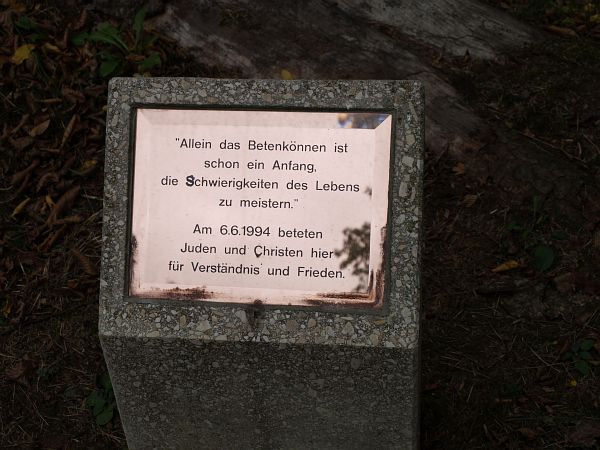 "Allein das Betenkönnen ist
schon ein Anfang,
die Schwierigkeiten des Lebens
zu meistern."
Am 6.6.1994 beteten
Juden und Christen hier
für Verständnis und Frieden.